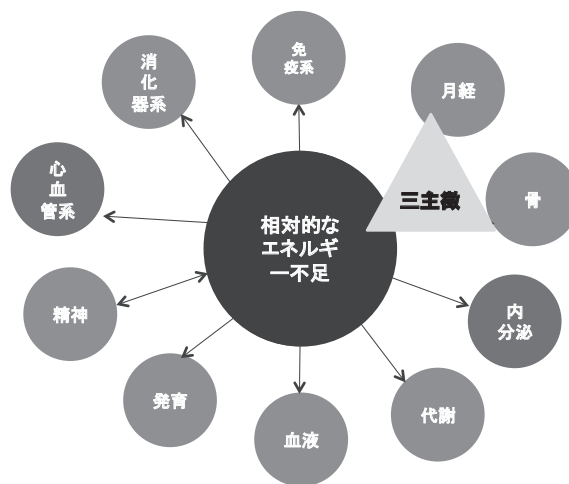 免
疫系
消
化
器系
月経
心
血
管系
三主徴
骨
相対的な
エネルギ
ー不足
精神
内
分泌
発育
血液
代謝